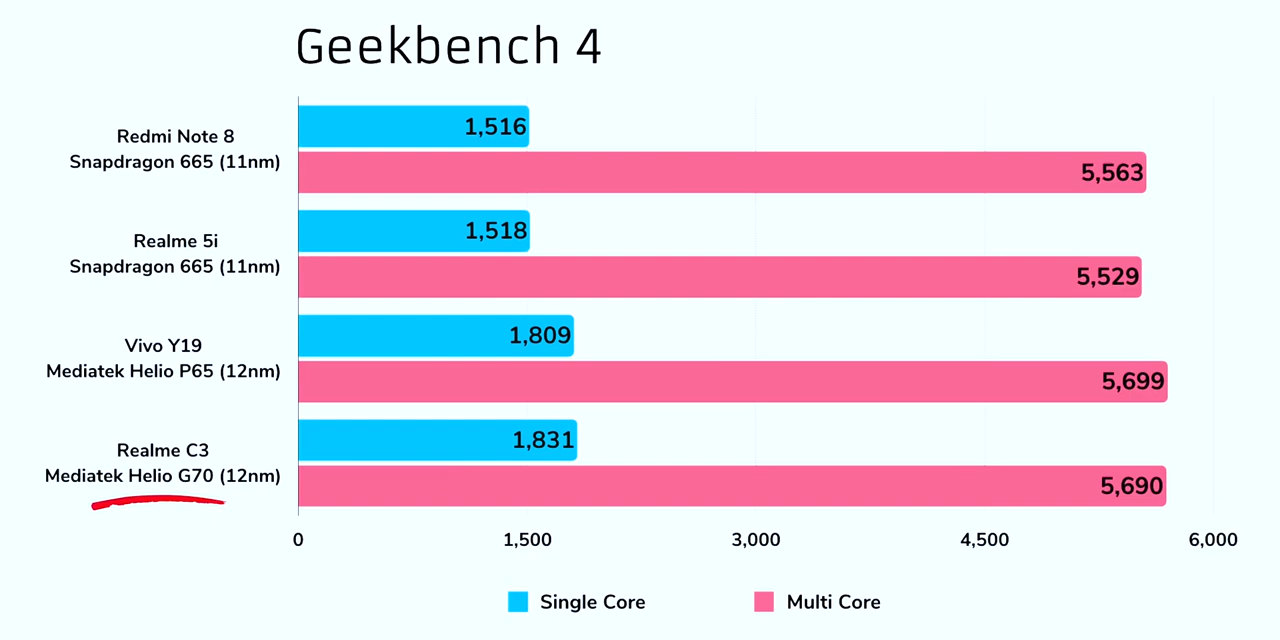 Geekbench 4
Redmi Note 8
Snapdragon 665 (11nm)
1,516
5,563
Realme 5i
Snapdragon 665 (11nm)
1,518
5,529
Vivo Y19
Mediatek Helio P65 (12nm)
1,809
5,699
Realme C3
Mediatek Helio G70 (12nm)
1,831
5,690
0 1,500 3,000 4,500 6,000
Single Core Multi Core